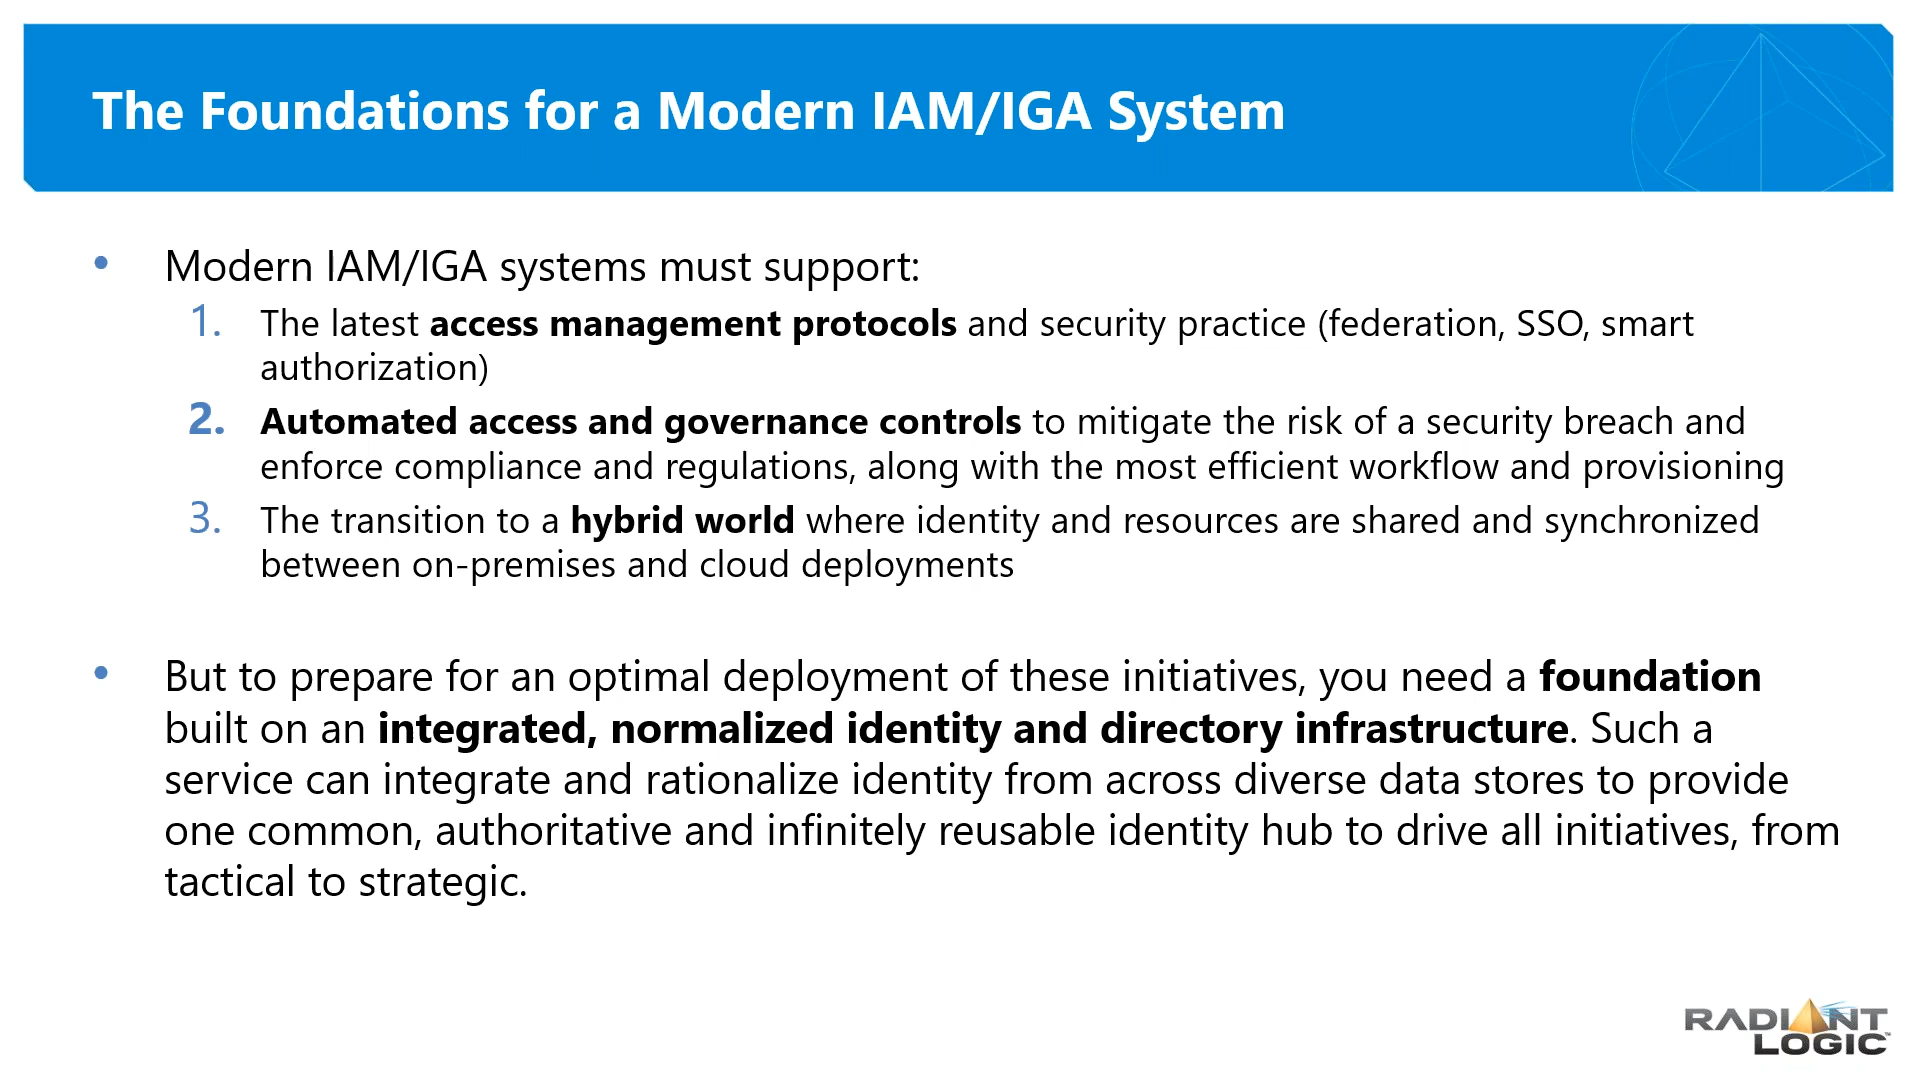 The Foundations for a Modern IAM/IGA System
• Modern IAM/IGA systems must support:
1. The latest access management protocols and security practice (federation, SSO, smart
authorization)
2. Automated access and governance controls to mitigate the risk of a security breach and
enforce compliance and regulations, along with the most efficient workflow and provisioning
3. The transition to a hybrid world where identity and resources are shared and synchronized
between on-premises and cloud deployments
• But to prepare for an optimal deployment of these initiatives, you need a foundation
built on an integrated, normalized identity and directory infrastructure. Such a
service can integrate and rationalize identity from across diverse data stores to provide
one common, authoritative and infinitely reusable identity hub to drive all initiatives, from
tactical to strategic.
RADIANT
LOGIC™